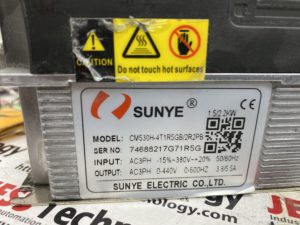 CAUTION
Do not touch hot surfaces
SUNYE ®
1.5/2.2KW
MODEL: CM530H-4T1R5GB/2R2PB
SER NO: 74688217G71R5G
INPUT: AC3PH -15%~380V~+20% 50/60Hz
OUTPUT: AC3PH 0-440V 0-600HZ 3.8/5.5A
SUNYE ELECTRIC CO.,LTD.